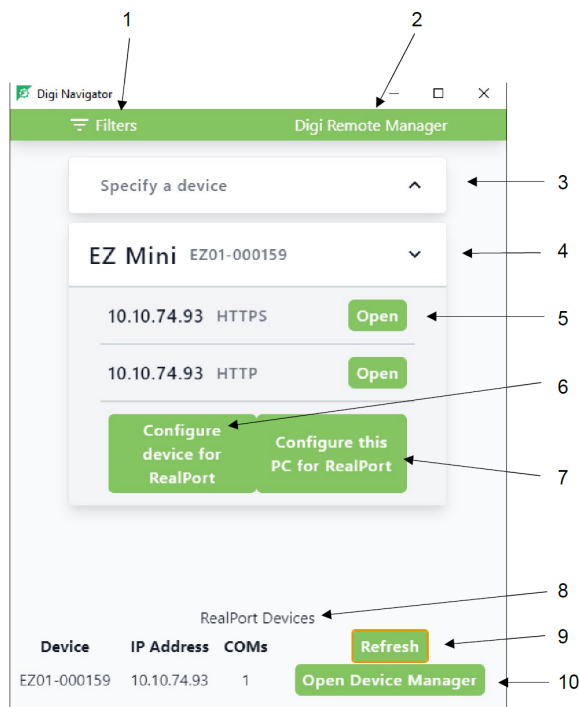 1 2
Digi Navigator
Filters Digi Remote Manager
Specify a device 3
EZ Mini EZ01-000159 4
10.10.74.93 HTTPS Open 5
10.10.74.93 HTTP Open 6
Configure
device for
RealPort
Configure this
PC for RealPort
7
8
RealPort Devices
Device IP Address COMs Refresh 9
EZ01-000159 10.10.74.93 1 Open Device Manager 10